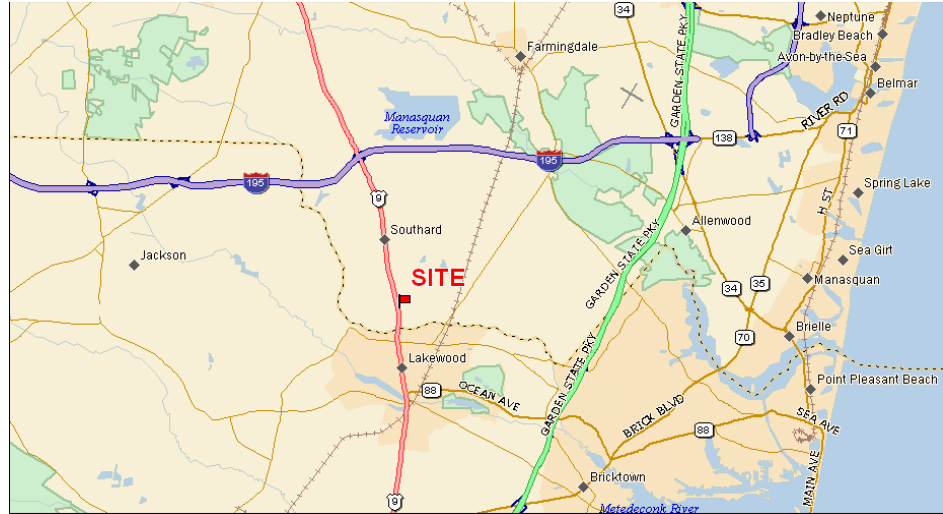 34
Neptune
Bradley Beach
Farmingdale
GARDEN STATE PKY
Avon-by-the-Sea
Belmar
Manasquan
Reservoir
RIVER RD
138
71
195
195
Spring Lake
9
H ST
Southard
Allenwood
Jackson
GARDEN STATE PKY
Sea Girt
SITE
Manasquan
34
35
Brielle
70
Lakewood
GARDEN STATE PKY
Point Pleasant Beach
88
OCEAN AVE
BRICK BLVD
SEA AVE
88
Bricktown
MAIN AVE
9
Metedeconk River